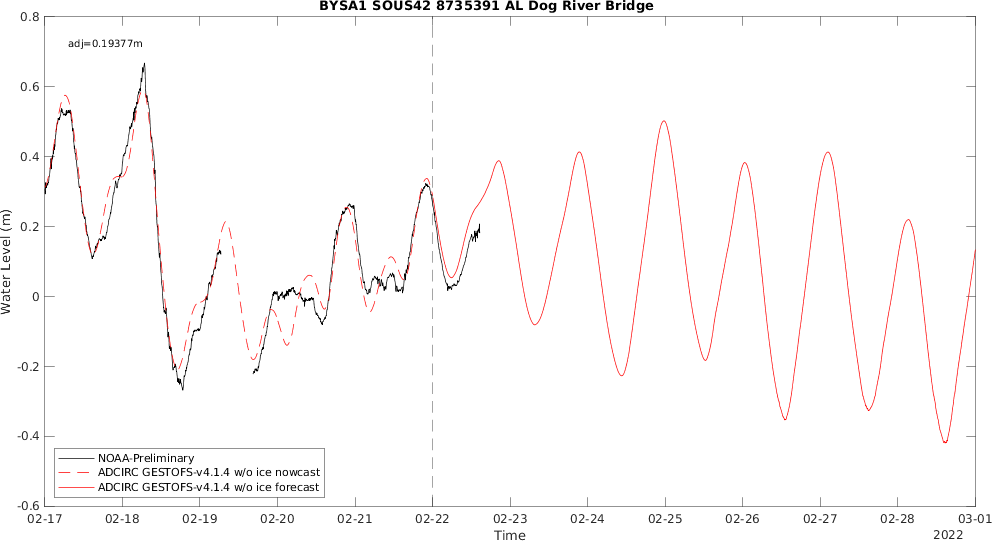 BYSA1 SOUS42 8735391 AL Dog River Bridge
adj=0.19377m
Water Level (m)
0.8
0.6
0.4
0.2
0
-0.2
-0.4
-0.6
NOAA-Preliminary
ADCIRC GESTOFS-v4.1.4 w/o ice nowcast
ADCIRC GESTOFS-v4.1.4 w/o ice forecast
02-17 02-18 02-19 02-20 02-21 02-22 02-23 02-24 02-25 02-26 02-27 02-28 03-01
Time
2022